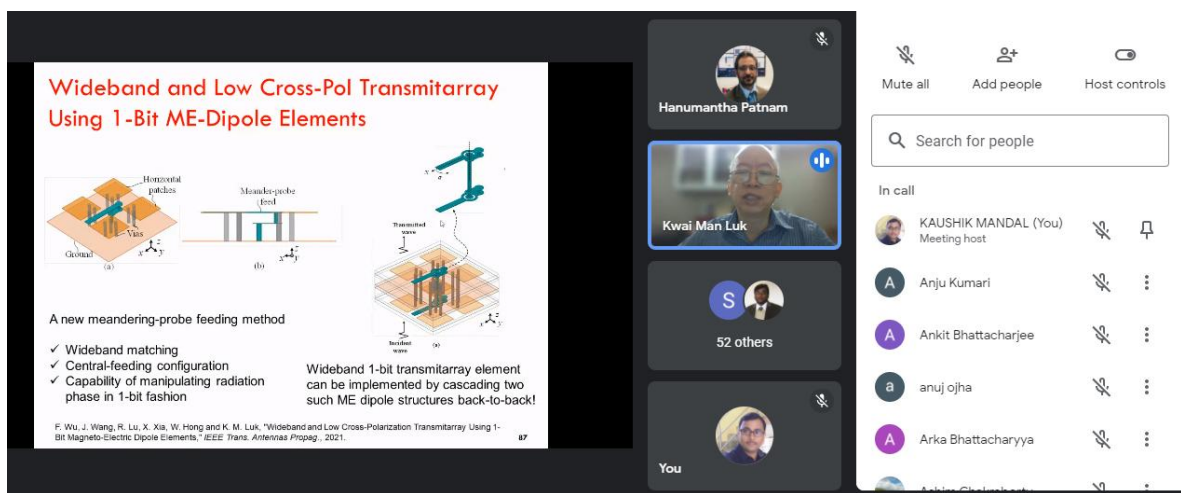 Wideband and Low Cross-Pol Transmitarray
Using 1-Bit ME-Dipole Elements
Horizontal
patches
Vias
Ground
x
z
y
(a)
Meander-probe
feed
x
z
y
(b)
x
Transmitted
wave
Incident
wave
x
z
y
(a)
A new meandering-probe feeding method
✓ Wideband matching
✓ Central-feeding configuration
✓ Capability of manipulating radiation
phase in 1-bit fashion
Wideband 1-bit transmitarray element
can be implemented by cascading two
such ME dipole structures back-to-back!
F. Wu, J. Wang, R. Lu, X. Xia, W. Hong and K. M. Luk, "Wideband and Low Cross-Polarization Transmitarray Using 1-
Bit Magneto-Electric Dipole Elements," IEEE Trans. Antennas Propag., 2021.
87
Hanumantha Patnam
Kwai Man Luk
S
52 others
You
Mute all
Add people
Host controls
Search for people
In call
KAUSHIK MANDAL (You)
Meeting host
A
Anju Kumari
A
Ankit Bhattacharjee
a
anuj ojha
A
Arka Bhattacharyya